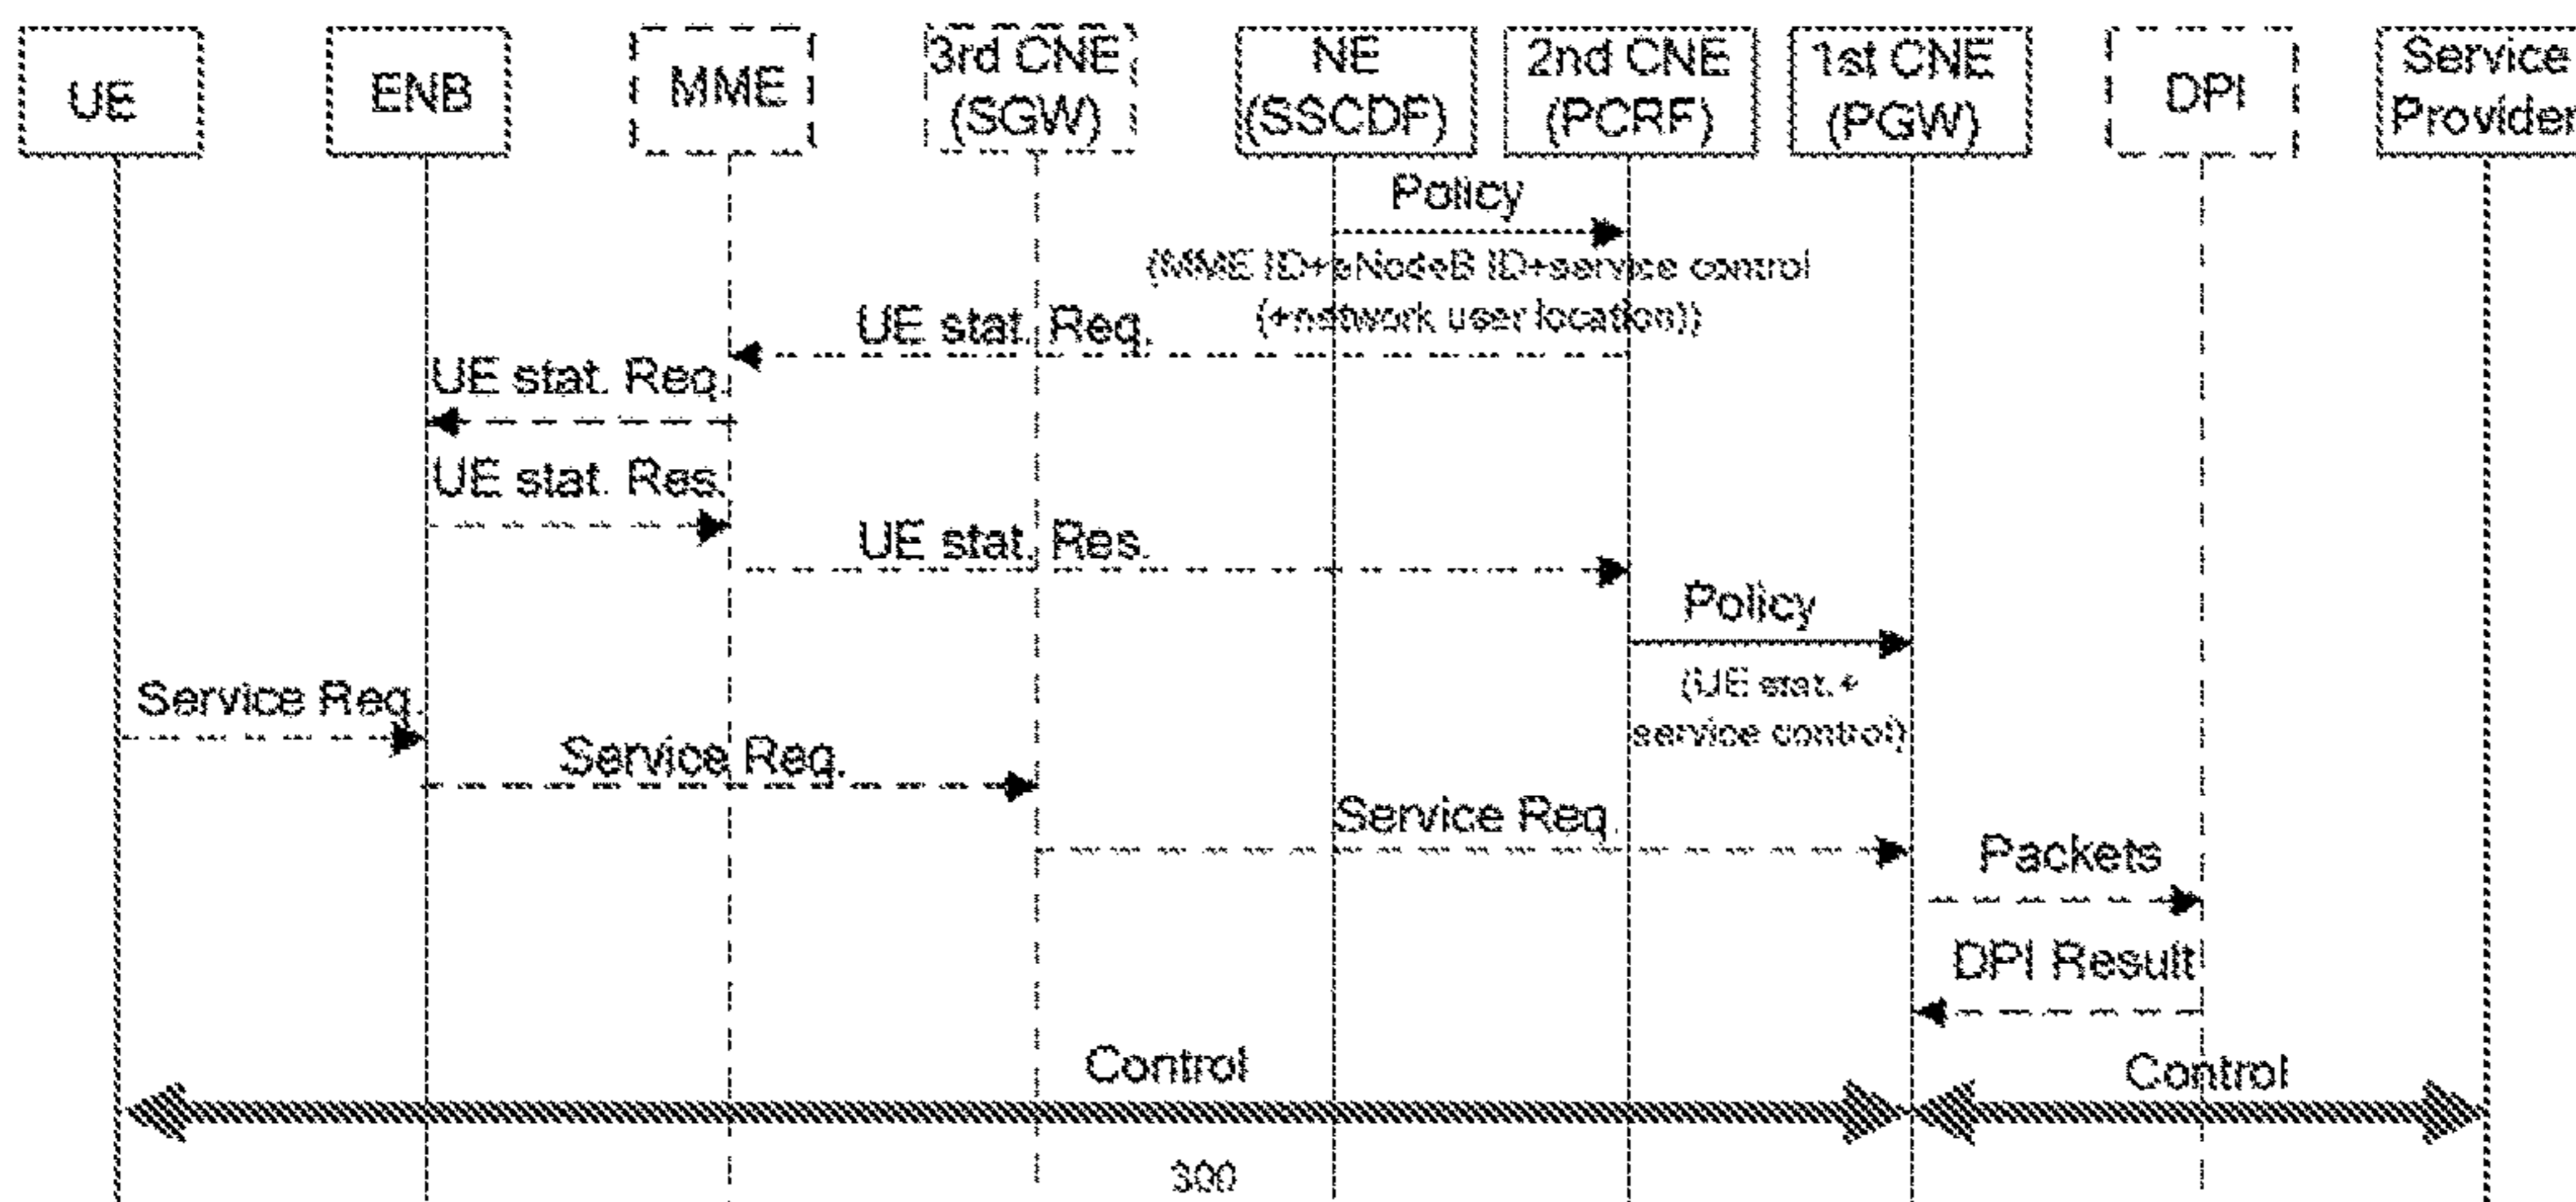 UE
ENB
MME
3rd CNE
(SGW)
NE
(SSCDF)
2nd CNE
(PCRF)
1st CNE
(PGW)
DPI
Service
Provider
Policy
(MME ID+eNodeB ID+service control
(+network user location))
UE stat. Req.
UE stat. Req.
UE stat. Res.
UE stat. Res.
Policy
(UE stat.+
service control)
Service Req.
Service Req.
Service Req.
Packets
DPI Result
Control
Control
300